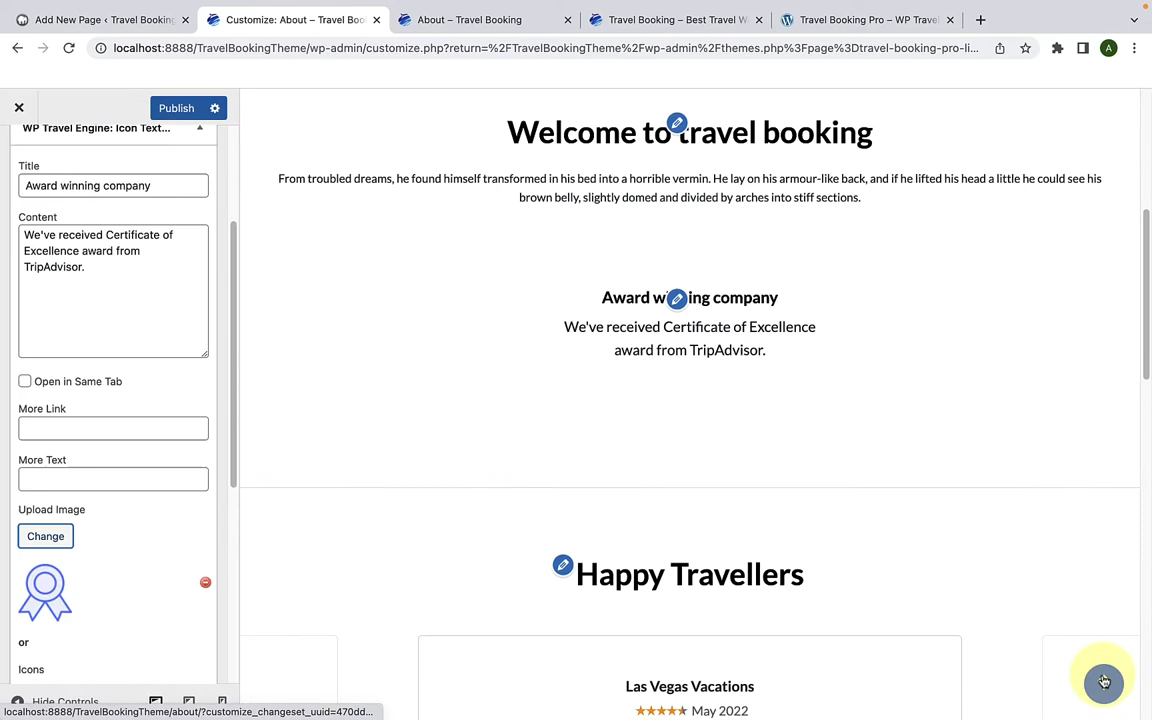 Add New Page ‹ Travel Booking
Customize: About – Travel Boo
About – Travel Booking
Travel Booking – Best Travel W
Travel Booking Pro – WP Travel
localhost:8888/TravelBookingTheme/wp-admin/customize.php?return=%2FTravelBookingTheme%2Fwp-admin%2Fthemes.php%3Fpage%3Dtravel-booking-pro-li...
A
Publish
WP Travel Engine: Icon Text...
Title
Award winning company
Content
We've received Certificate of
Excellence award from
TripAdvisor.
Open in Same Tab
More Link
More Text
Upload Image
Change
or
Icons
Hide Controls
localhost:8888/TravelBookingTheme/about/?customize_changeset_uuid=470dd...
Welcome to travel booking
From troubled dreams, he found himself transformed in his bed into a horrible vermin. He lay on his armour-like back, and if he lifted his head a little he could see his
brown belly, slightly domed and divided by arches into stiff sections.
Award winning company
We've received Certificate of Excellence
award from TripAdvisor.
Happy Travellers
Las Vegas Vacations
May 2022